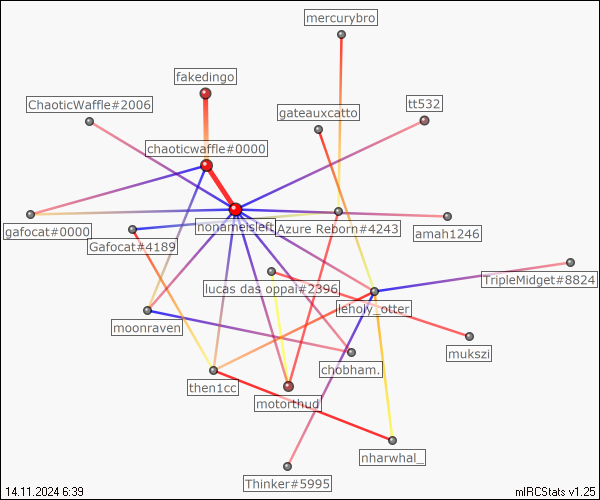 mercurybro
fakedingo
ChaoticWaffle#2006
gateauxcatto
tt532
chaoticwaffle#0000
gafocat#0000
nonameisleft
Azure Reborn#4243
amah1246
Gafocat#4189
lucas das oppai#2396
TripleMidget#8824
leholy_otter
moonraven
chobham.
mukszi
then1cc
motorthud
nharwhal_
Thinker#5995
14.11.2024 6:39
mIRCStats v1.25